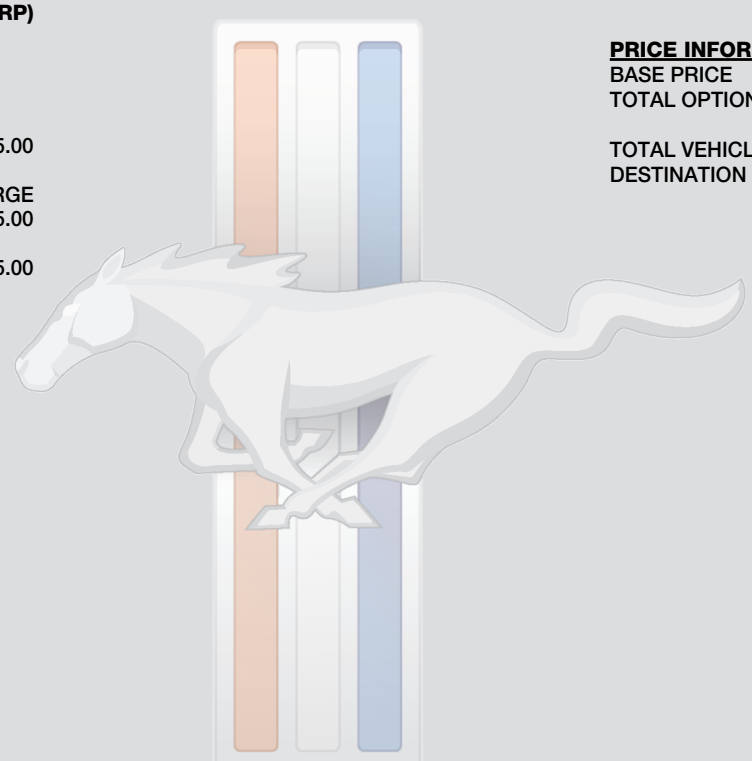 RP)
5.00
RGE
5.00
5.00
PRICE INFOR
BASE PRICE
TOTAL OPTION
TOTAL VEHICL
DESTINATION